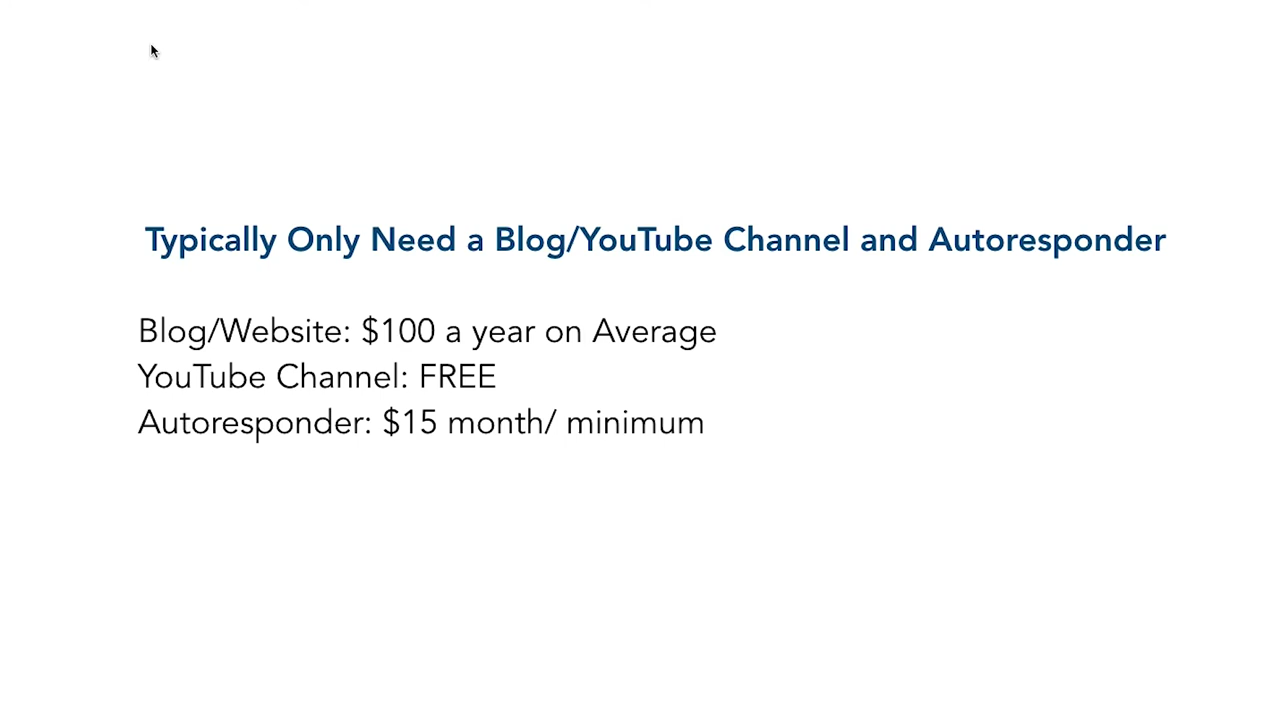 Typically Only Need a Blog/YouTube Channel and Autoresponder
Blog/Website: $100 a year on Average
YouTube Channel: FREE
Autoresponder: $15 month/ minimum